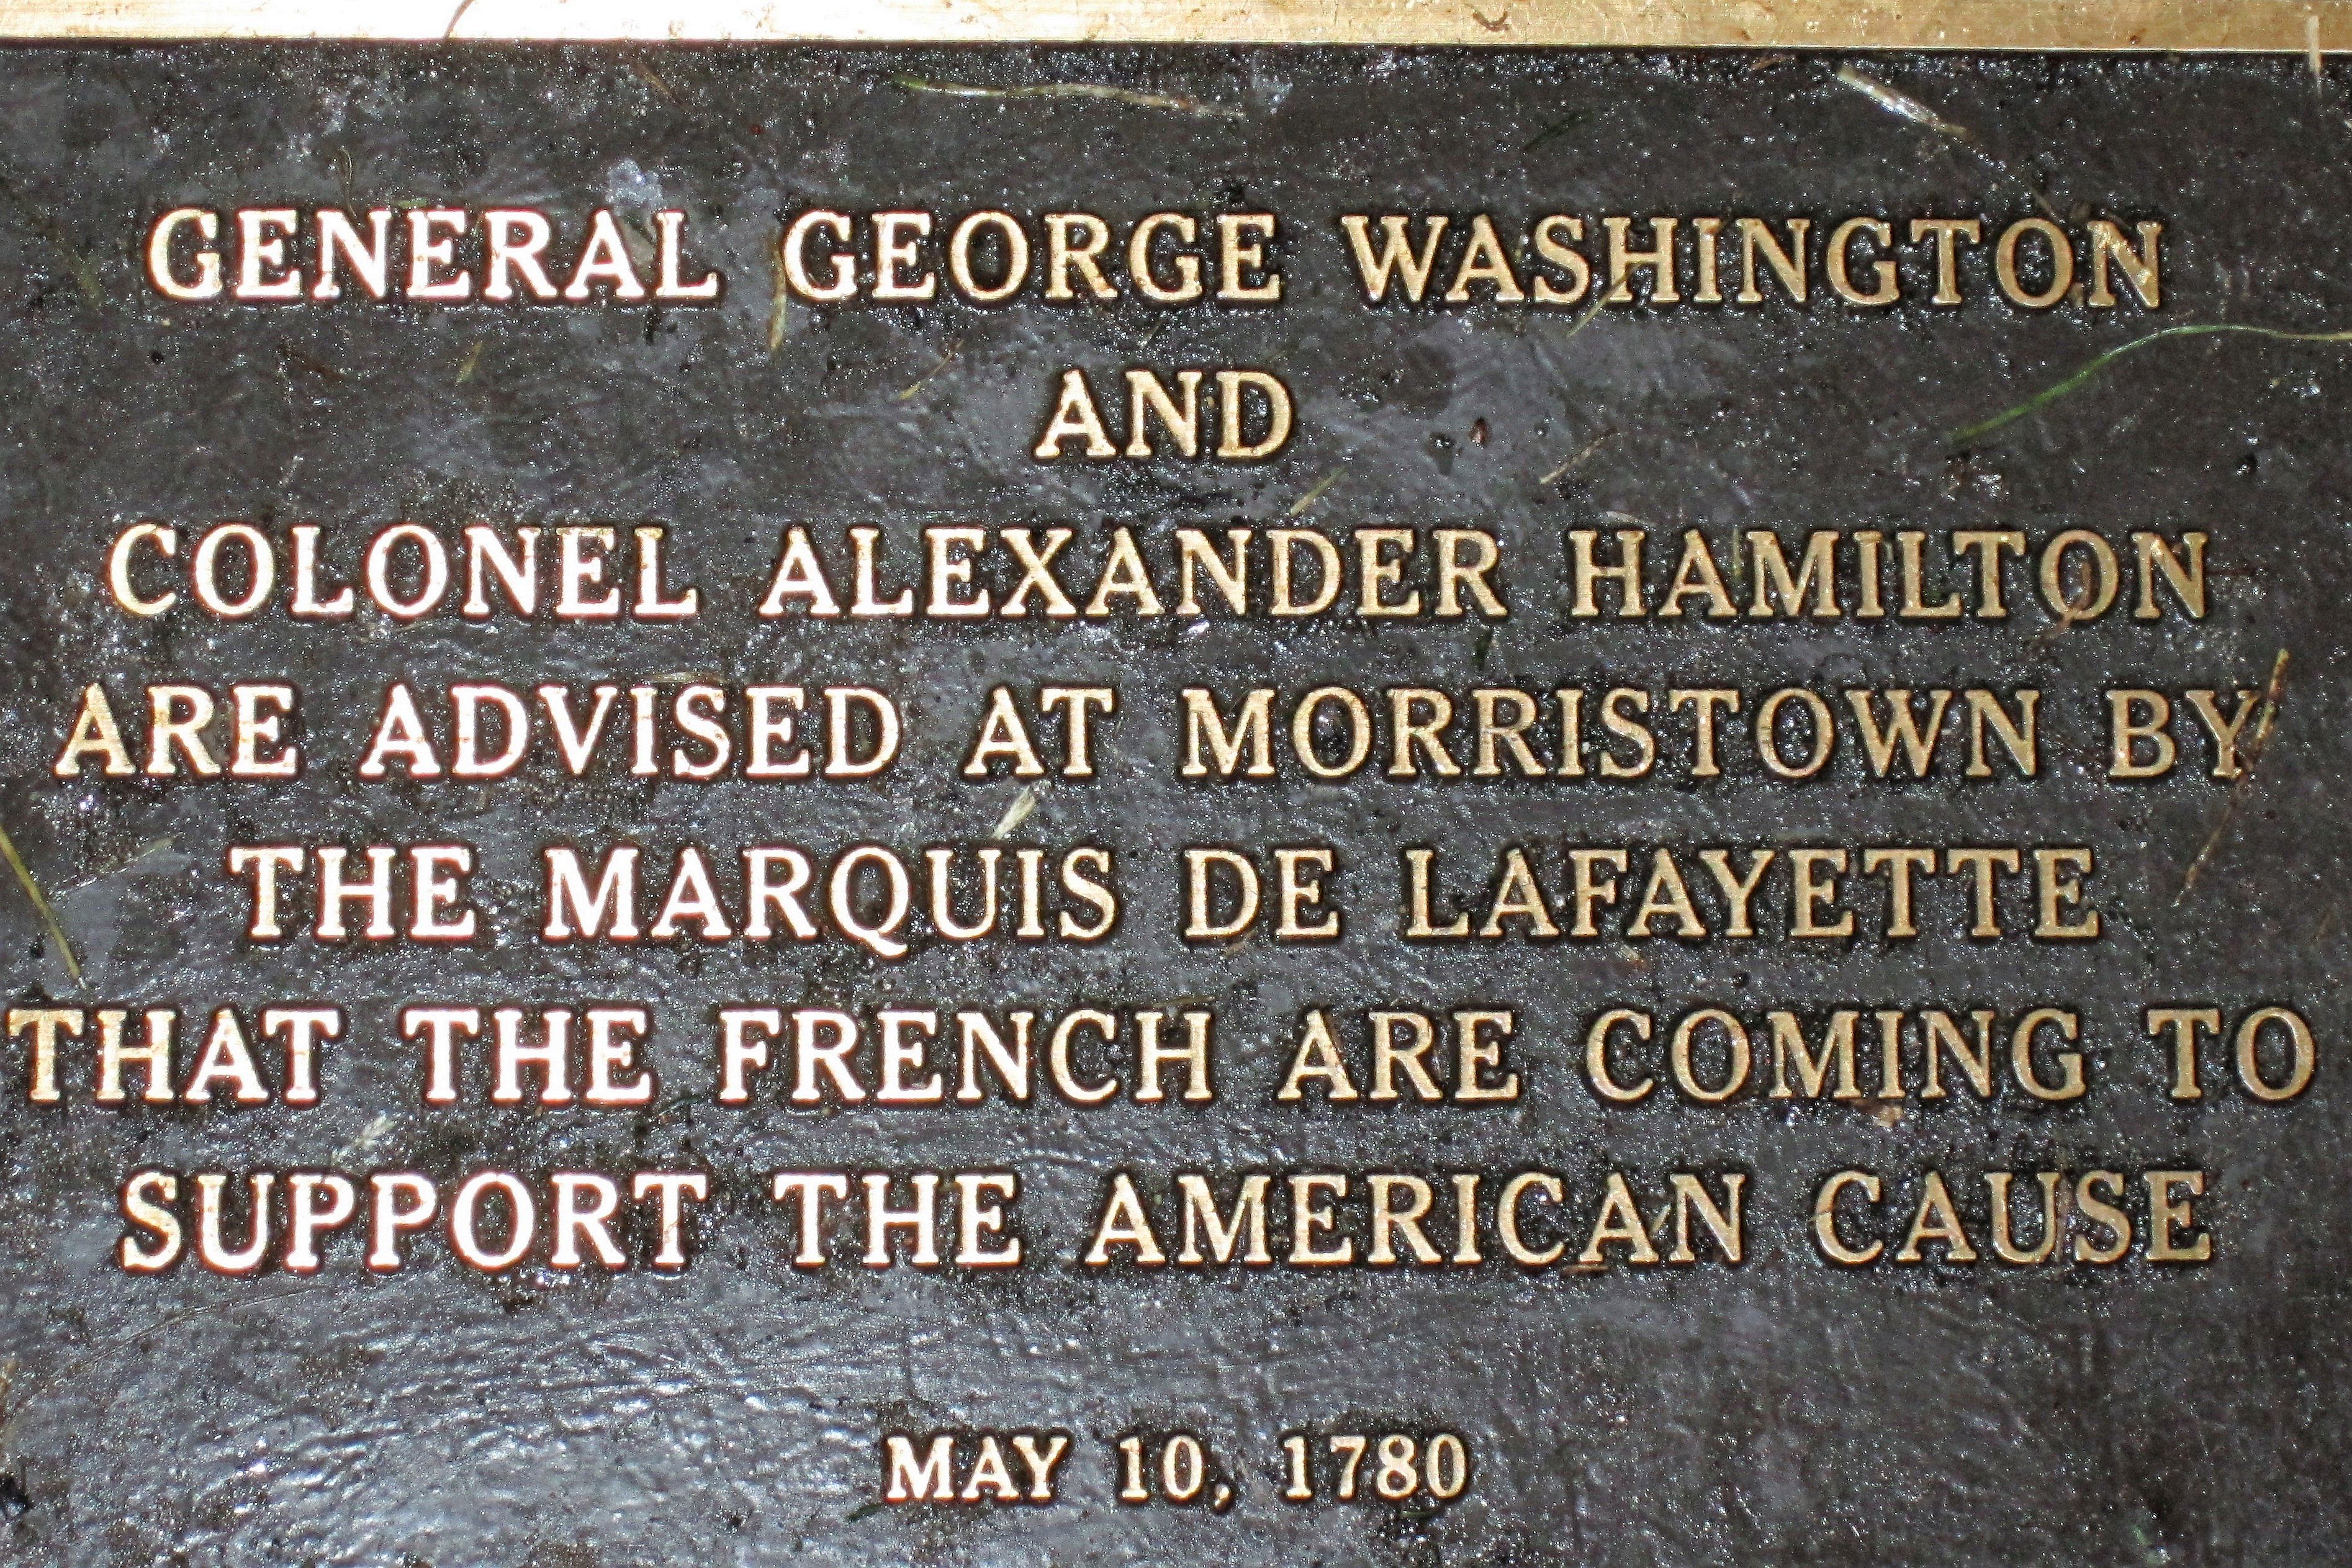 GENERAL GEORGE WASHINGTON
AND
COLONEL ALEXANDER HAMILTON
ARE ADVISED AT MORRISTOWN BY
THE MARQUIS DE LAFAYETTE
THAT THE FRENCH ARE COMING TO
SUPPORT THE AMERICAN CAUSE
MAY 10, 1780